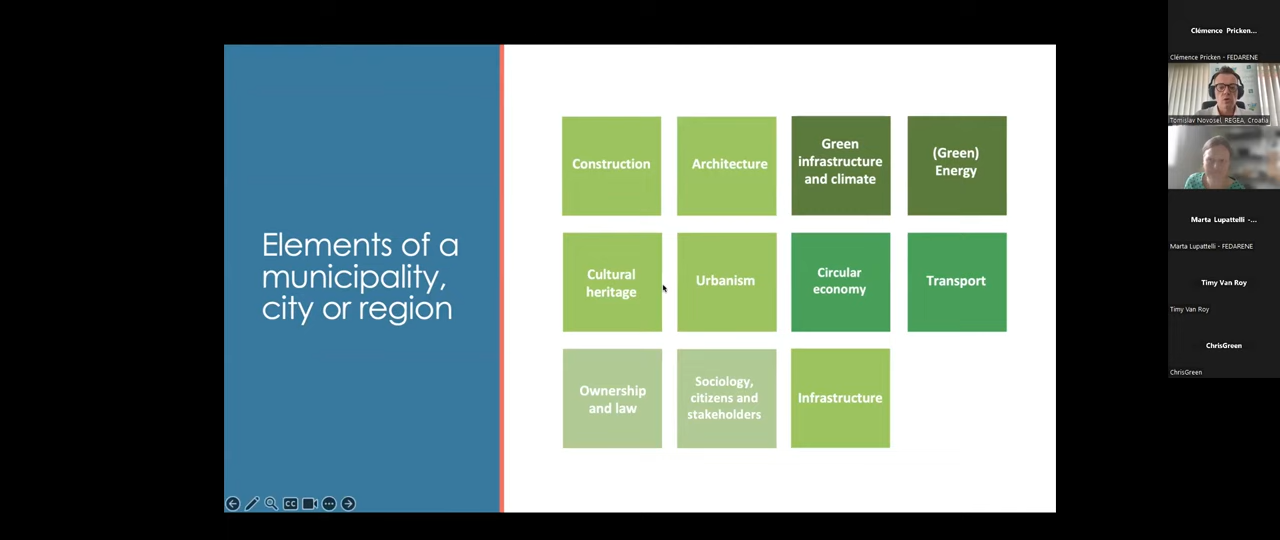 Elements of a
municipality,
city or region
Construction
Architecture
Green
infrastructure
and climate
(Green)
Energy
Cultural
heritage
Urbanism
Circular
economy
Transport
Ownership
and law
Sociology,
citizens and
stakeholders
Infrastructure
CC
Clémence Pricken...
Clémence Pricken - FEDARENE
Tomislav Novosel, REGEA, Croatia
Marta Lupattelli -...
Marta Lupattelli - FEDARENE
Timy Van Roy
Timy Van Roy
ChrisGreen
ChrisGreen